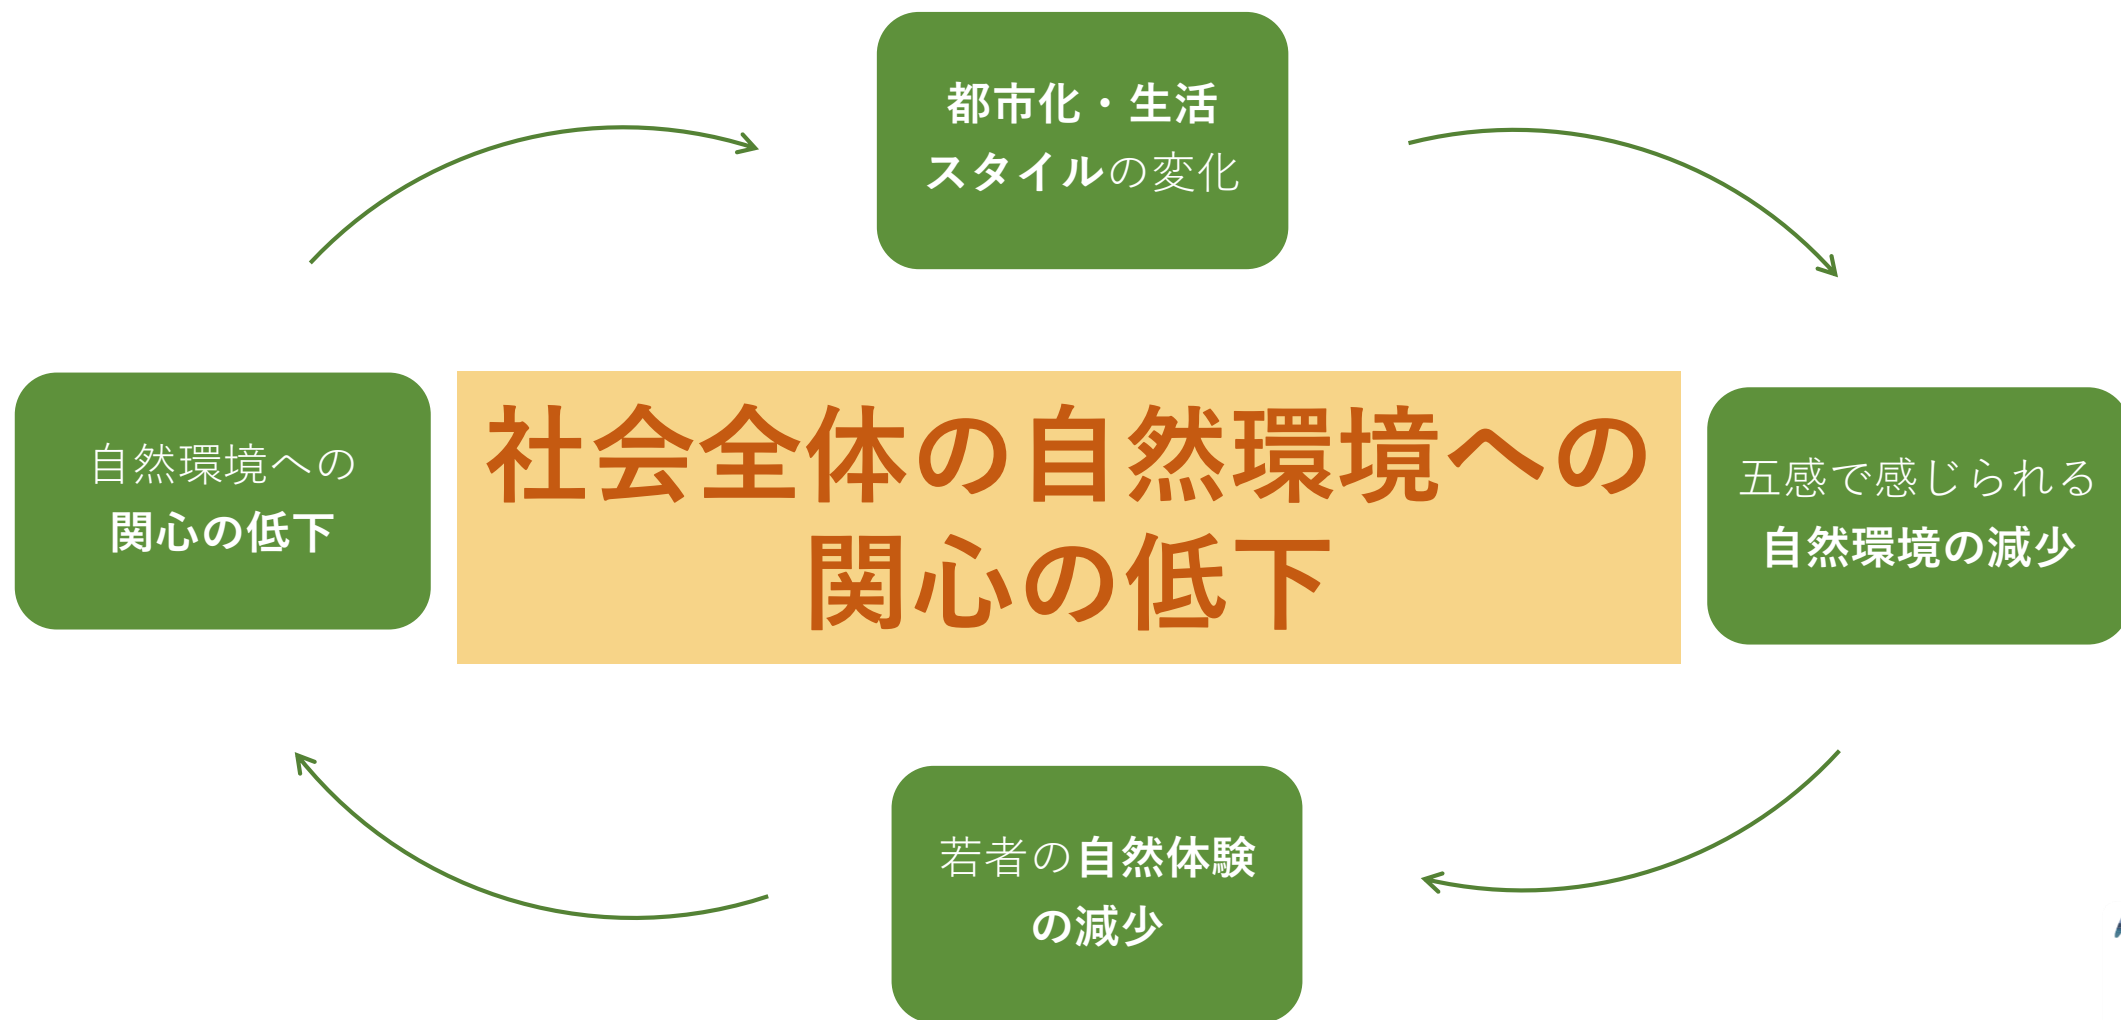 都市化・生活
スタイルの変化
社会全体の自然環境への
関心の低下
自然環境への
関心の低下
五感で感じられる
自然環境の減少
若者の自然体験
の減少